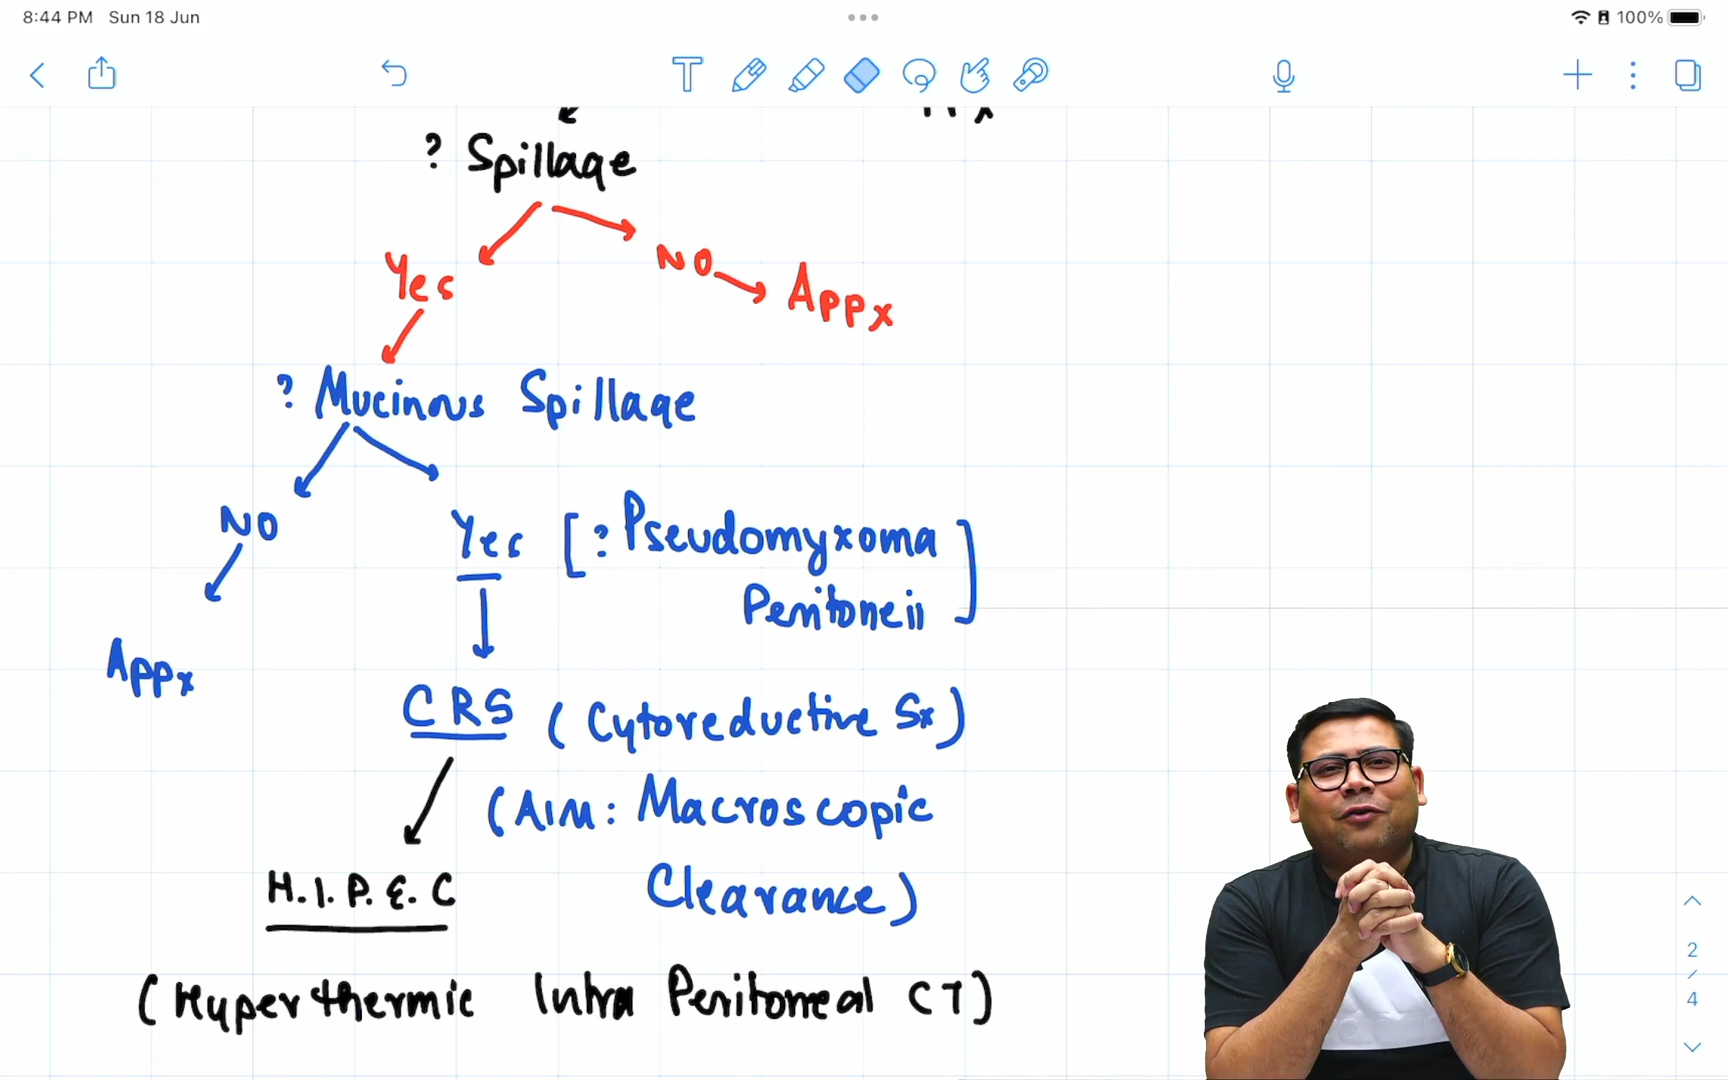 8:44 PM Sun 18 Jun
100%
? Spillage
Yes
NO
Appx
? Mucinous Spillage
NO
Yes [? Pseudomyxoma
Peritoneii]
Appx
CRS (Cytoreductive Sx)
(AIM: Macroscopic
H.I.P.E.C
Clearance)
(Hyperthermic Intra Peritoneal CT)
2
4